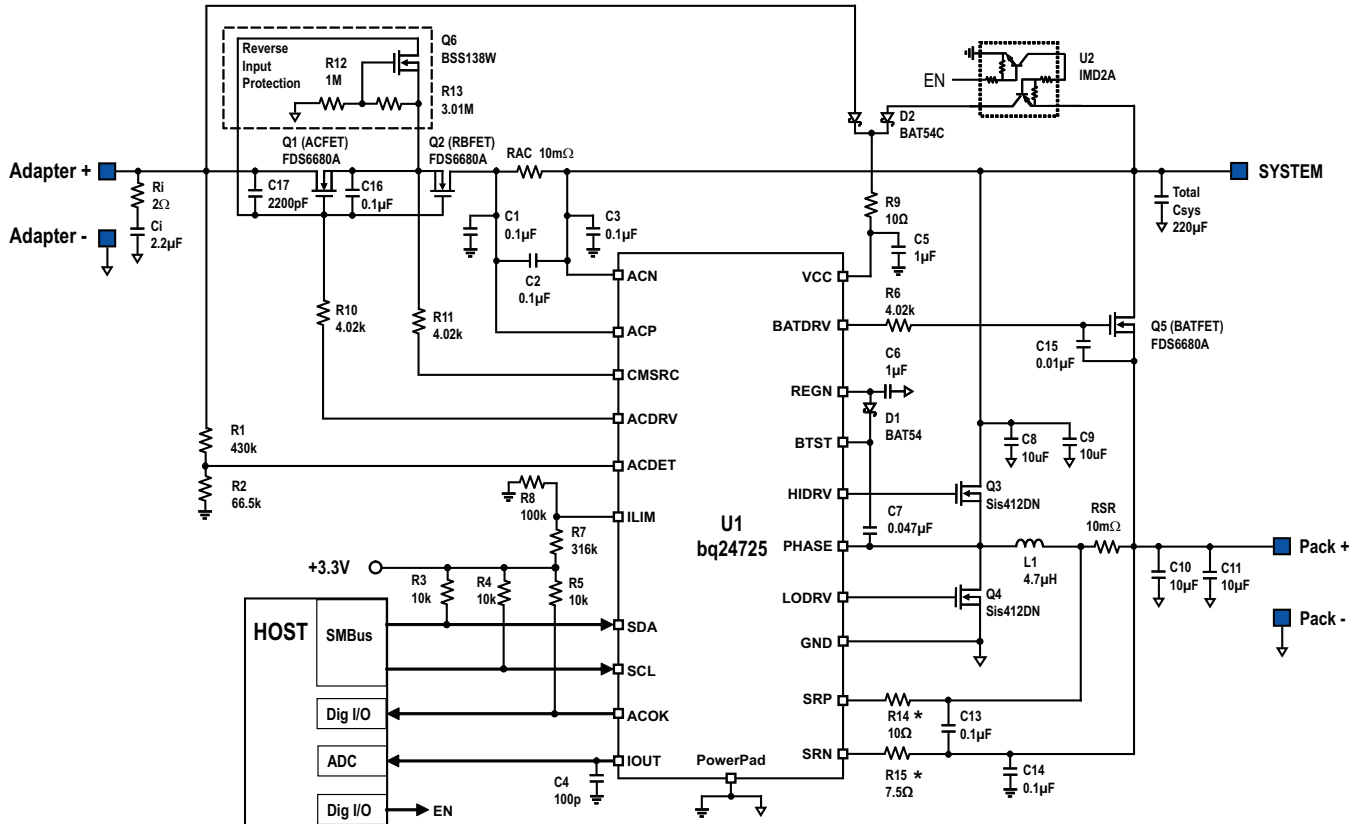 Reverse
Input
Protection
R12
1M
Q6
BSS138W
R13
3.01M
U2
IMD2A
EN
D2
BAT54C
Q1 (ACFET)
FDS6680A
Q2 (RBFET)
FDS6680A
RAC 10mΩ
Adapter +
SYSTEM
Ri
2Ω
C17
2200pF
C16
0.1µF
Total
Csys
220µF
Adapter -
Ci
2.2µF
C1
0.1µF
C3
0.1µF
R9
10Ω
C5
1µF
C2
0.1µF
ACN
VCC
R10
4.02k
R11
4.02k
ACP
R6
4.02k
BATDRV
Q5 (BATFET)
FDS6680A
C15
0.01µF
CMSRC
C6
1µF
REGN
ACDRV
D1
BAT54
R1
430k
BTST
C8
10uF
C9
10uF
ACDET
R2
66.5k
R8
100k
HIDRV
Q3
Sis412DN
ILIM
U1
bq24725
C7
0.047µF
RSR
10mΩ
R7
316k
PHASE
L1
4.7µH
Pack +
+3.3V
R3
10k
R4
10k
R5
10k
C10
10µF
C11
10µF
LODRV
Q4
Sis412DN
HOST
SMBus
SDA
Pack -
GND
SCL
SRP
R14 *
10Ω
C13
0.1µF
Dig I/O
ACOK
SRN
R15 *
7.5Ω
C14
0.1µF
ADC
IOUT
PowerPad
C4
100p
Dig I/O
EN